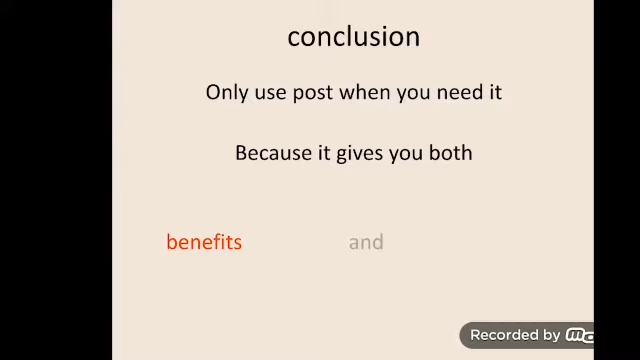 conclusion
Only use post when you need it
Because it gives you both
benefits and
Recorded by